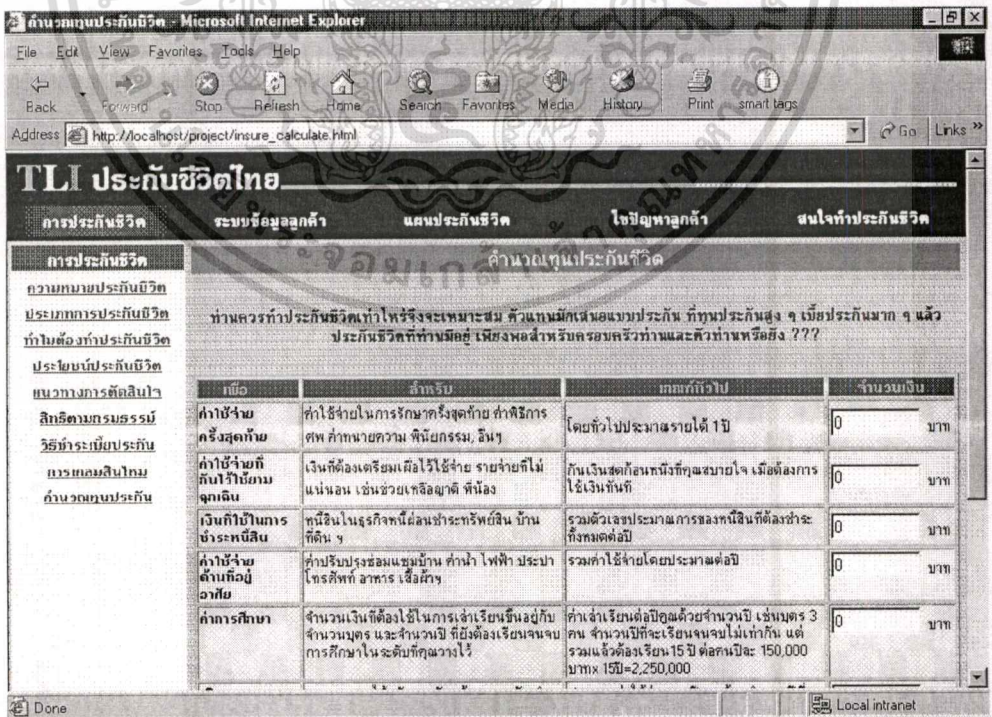 คำนวณทุนประกันชีวิต - Microsoft Internet Explorer
File Edit View Favorites Tools Help
Back Forward Stop Refresh Home Search Favorites Media History Print smart tags
Address http://localhost/project/insure_calculate.html Go Links »
TLI ประกันชีวิตไทย
การประกันชีวิต ระบบข้อมูลลูกค้า แผนประกันชีวิต ไขปัญหาลูกค้า สนใจทำประกันชีวิต
การประกันชีวิต
ความหมายประกันชีวิต
ประเภทการประกันชีวิต
ทำไมต้องทำประกันชีวิต
ประโยชน์ประกันชีวิต
แนวทางการตัดสินใจ
สิทธิตามกรมธรรม์
วิธีชำระเบี้ยประกัน
การเคลมสินไหม
คำนวณทุนประกัน
คำนวณทุนประกันชีวิต
ท่านควรทำประกันชีวิตเท่าไหร่จึงจะเหมาะสม ตัวแทนมักเสนอแบบประกัน ที่ทุนประกันสูง ๆ เบี้ยประกันมาก ๆ แล้ว
ประกันชีวิตที่ท่านมีอยู่ เพียงพอสำหรับครอบครัวท่านและตัวท่านหรือยัง ???
เพื่อ สำหรับ เกณฑ์ทั่วไป จำนวนเงิน
ค่าใช้จ่าย
ครั้งสุดท้าย
ค่าใช้จ่ายในการรักษาครั้งสุดท้าย ค่าพิธีการ
ศพ ค่าทนายความ พินัยกรรม, อื่นๆ
โดยทั่วไปประมาณรายได้ 1 ปี
0 บาท
ค่าใช้จ่ายที่
กันไว้ใช้ยาม
ฉุกเฉิน
เงินที่ต้องเตรียมเผื่อไว้ใช้จ่าย รายจ่ายที่ไม่
แน่นอน เช่นช่วยเหลือญาติ พี่น้อง
กันเงินสดก้อนหนึ่งที่คุณสบายใจ เมื่อต้องการ
ใช้เงินทันที
0 บาท
เงินที่ใช้ในการ
ชำระหนี้สิน
หนี้สินในธุรกิจหนี้ผ่อนชำระทรัพย์สิน บ้าน
ที่ดิน ฯ
รวมตัวเลขประมาณการของหนี้สินที่ต้องชำระ
ทั้งหมดต่อปี
0 บาท
ค่าใช้จ่าย
ด้านที่อยู่
อาศัย
ค่าปรับปรุงซ่อมแซมบ้าน ค่าน้ำ ไฟฟ้า ประปา
โทรศัพท์ อาหาร เสื้อผ้าฯ
รวมค่าใช้จ่ายโดยประมาณต่อปี
0 บาท
ค่าการศึกษา
จำนวนเงินที่ต้องใช้ในการเล่าเรียนขึ้นอยู่กับ
จำนวนบุตร และจำนวนปี ที่ยังต้องเรียนจนจบ
การศึกษาในระดับที่คุณวางไว้
ค่าเล่าเรียนต่อปีคูณด้วยจำนวนปี เช่นบุตร 3
คน จำนวนปีที่จะเรียนจนจบไม่เท่ากัน แต่
รวมแล้วต้องเรียน 15 ปี ต่อคนปีละ 150,000
บาทx 15ปี=2,250,000
0 บาท
Done Local intranet